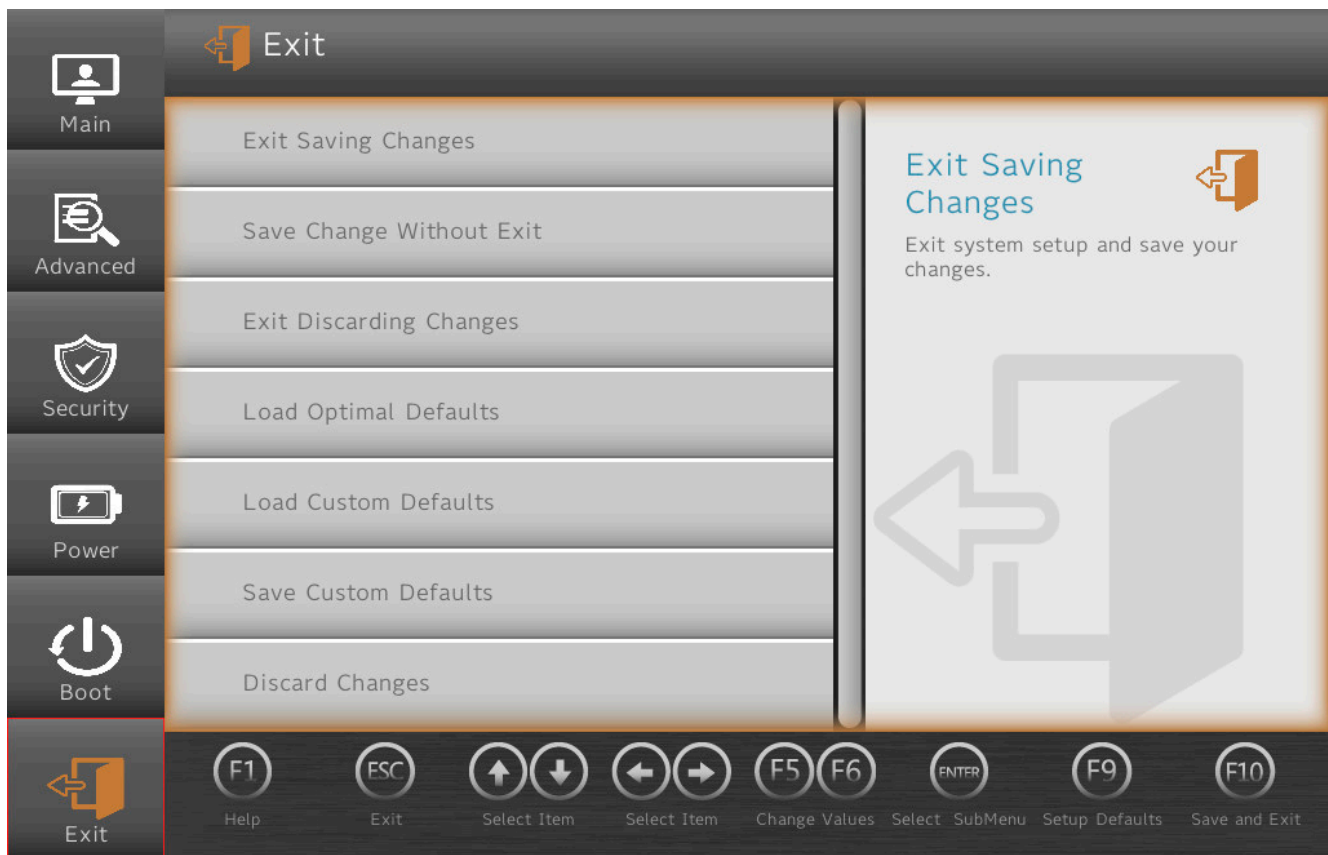 Exit
Main
Advanced
Security
Power
Boot
Exit
Exit Saving Changes
Save Change Without Exit
Exit Discarding Changes
Load Optimal Defaults
Load Custom Defaults
Save Custom Defaults
Discard Changes
Exit Saving
Changes
Exit system setup and save your
changes.
F1
ESC
F5 F6
ENTER
F9
F10
Help
Exit
Select Item
Select Item
Change Values
Select SubMenu
Setup Defaults
Save and Exit